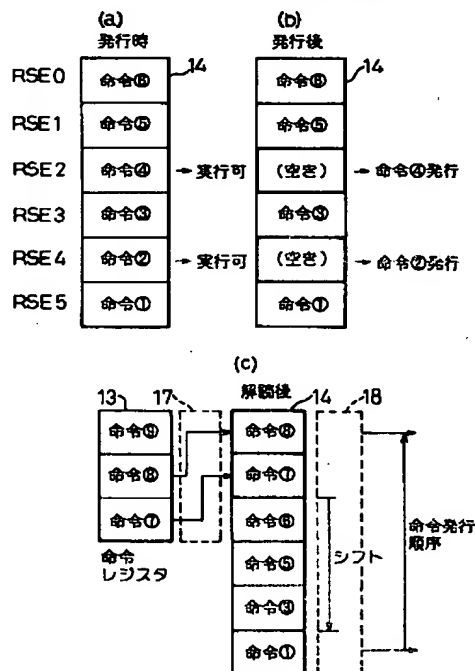 (a)
発行時
(b)
発行後
14
14
RSE0 命令⑥ 命令⑥
RSE1 命令⑤ 命令⑤
RSE2 命令④ →実行可 (空き) →命令④発行
RSE3 命令③ 命令③
RSE4 命令② →実行可 (空き) →命令②発行
RSE5 命令① 命令①
(c)
解読後
13 17 14 18
命令⑨ 命令⑧
命令⑧ 命令⑦
命令⑦ 命令⑥
命令⑤
命令③
命令①
命令
レジスタ
シフト
命令発行
順序